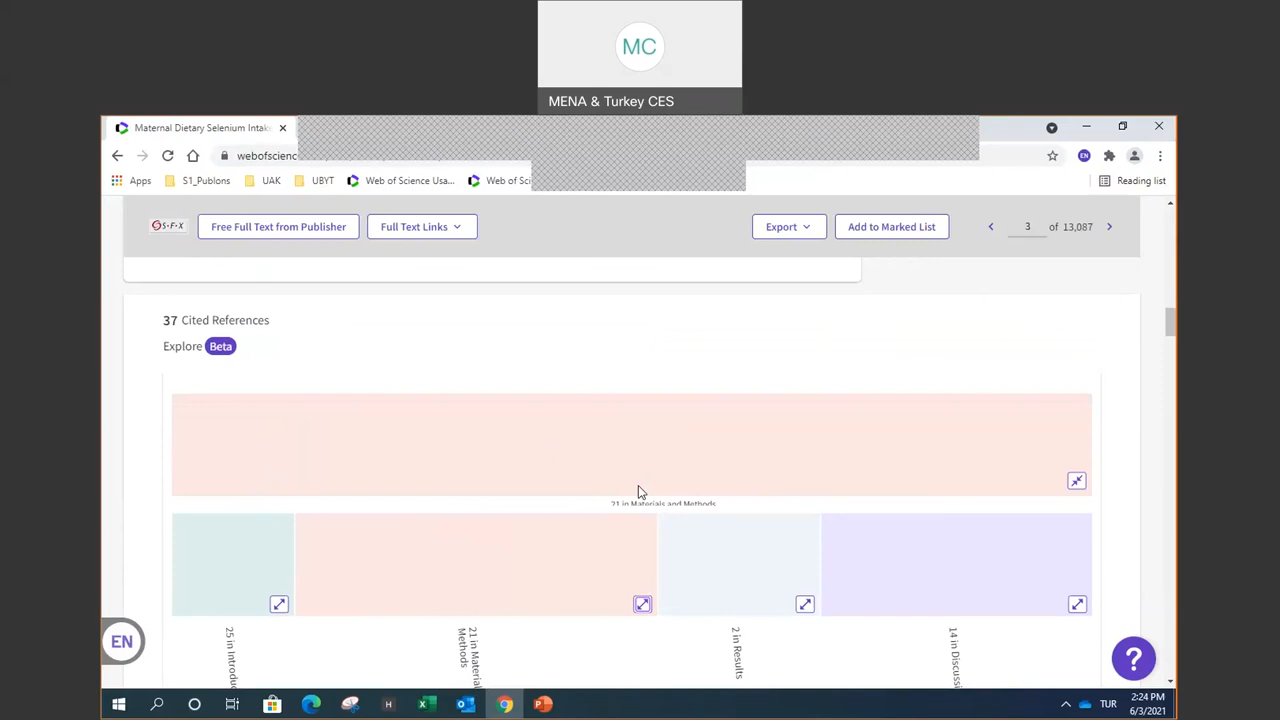 MC
MENA & Turkey CES
Maternal Dietary Selenium Intak
webofscienc
Apps
S1_Publons
UAK
UBYT
Web of Science Usa...
Web of Sci
Reading list
S·F·X
Free Full Text from Publisher
Full Text Links
Export
Add to Marked List
3 of 13,087
37 Cited References
Explore Beta
21 in Materials and Methods
25 in Introduc
21 in Material
Methods
2 in Results
14 in Discussi
EN
?
EN
H
TUR
2:24 PM
6/3/2021